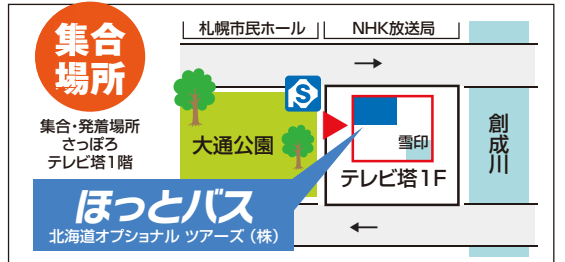 集合
場所
集合・発着場所
さっぽろ
テレビ塔1階
札幌市民ホール
NHK放送局
→
S
大通公園
雪印
テレビ塔1F
創成川
ほっとバス
北海道オプショナル ツアーズ（株）
←